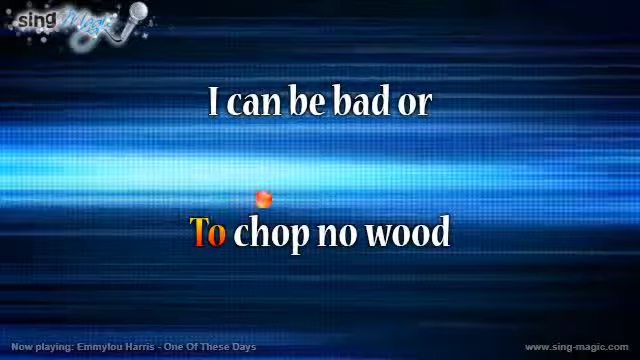 sing Magic
I can be bad or
To chop no wood
Now playing: Emmylou Harris - One Of These Days
www.sing-magic.com